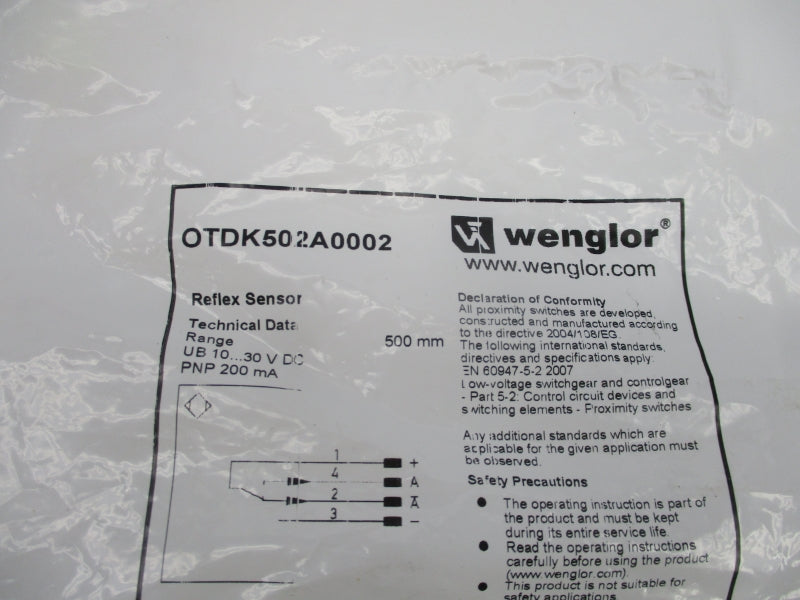 OTDK502A0002
wenglor®
www.wenglor.com
Reflex Sensor
Technical Data
Range 500 mm
UB 10...30 V DC
PNP 200 mA
1 +
4 A
2 A̅
3 –
Declaration of Conformity
All proximity switches are developed,
constructed and manufactured according
to the directive 2004/108/EG.
The following international standards,
directives and specifications apply:
EN 60947-5-2 2007
Low-voltage switchgear and controlgear
- Part 5-2: Control circuit devices and
switching elements - Proximity switches
Any additional standards which are
applicable for the given application must
be observed.
Safety Precautions
● The operating instruction is part of
the product and must be kept
during its entire service life.
● Read the operating instructions
carefully before using the product
(www.wenglor.com).
● This product is not suitable for
safety applications.